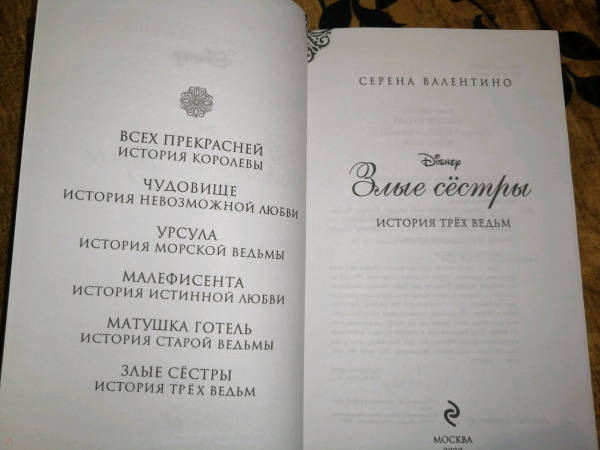 ВСЕХ ПРЕКРАСНЕЙ
ИСТОРИЯ КОРОЛЕВЫ
ЧУДОВИЩЕ
ИСТОРИЯ НЕВОЗМОЖНОЙ ЛЮБВИ
УРСУЛА
ИСТОРИЯ МОРСКОЙ ВЕДЬМЫ
МАЛЕФИСЕНТА
ИСТОРИЯ ИСТИННОЙ ЛЮБВИ
МАТУШКА ГОТЕЛЬ
ИСТОРИЯ СТАРОЙ ВЕДЬМЫ
ЗЛЫЕ СЁСТРЫ
ИСТОРИЯ ТРЁХ ВЕДЬМ
СЕРЕНА ВАЛЕНТИНО
Disney
Злые сёстры
ИСТОРИЯ ТРЁХ ВЕДЬМ
МОСКВА